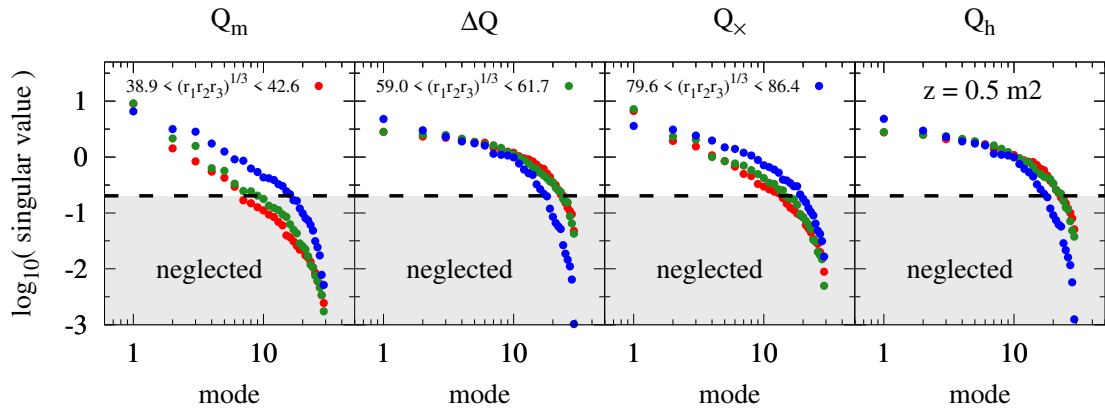 Q_m ΔQ Q_× Q_h
38.9 < (r_1r_2r_3)^{1/3} < 42.6 59.0 < (r_1r_2r_3)^{1/3} < 61.7 79.6 < (r_1r_2r_3)^{1/3} < 86.4 z = 0.5 m2
log_{10}( singular value )
1
0
-1
-2
-3
neglected neglected neglected neglected
1 10 1 10 1 10 1 10
mode mode mode mode